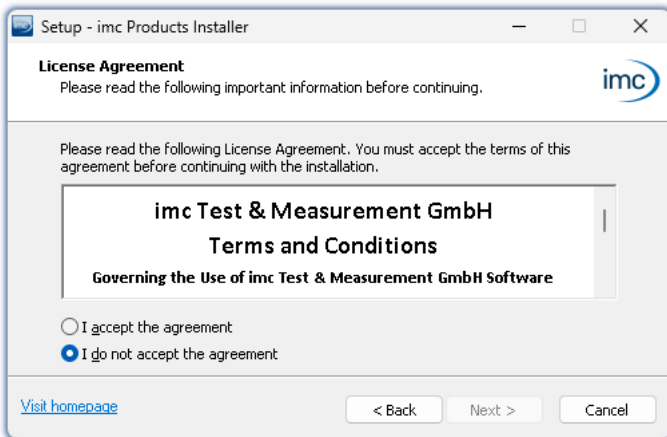 Setup - imc Products Installer
License Agreement
Please read the following important information before continuing.
imc
Please read the following License Agreement. You must accept the terms of this
agreement before continuing with the installation.
imc Test & Measurement GmbH
Terms and Conditions
Governing the Use of imc Test & Measurement GmbH Software
I accept the agreement
I do not accept the agreement
Visit homepage
< Back
Next >
Cancel